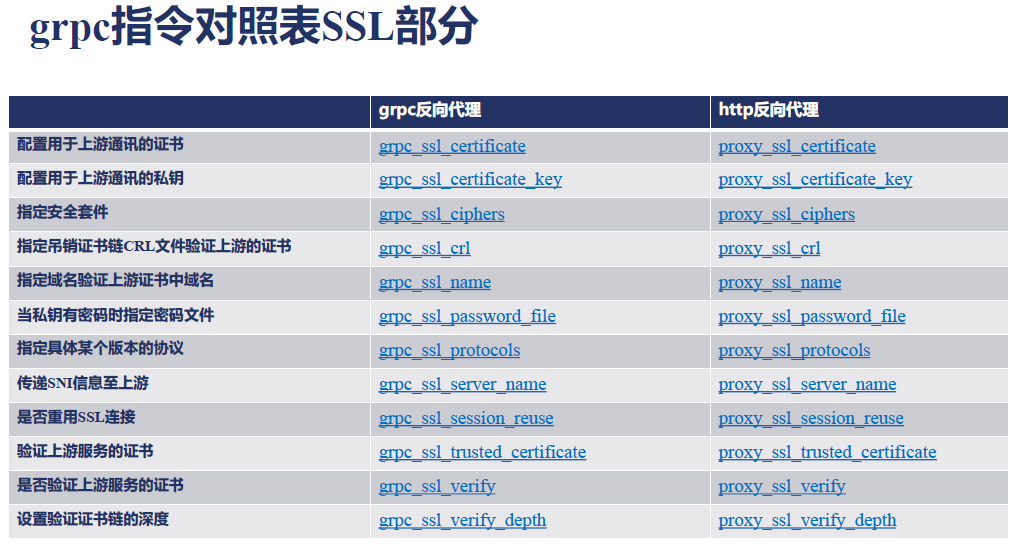 grpc指令对照表SSL部分
grpc反向代理 http反向代理
配置用于上游通讯的证书 grpc_ssl_certificate proxy_ssl_certificate
配置用于上游通讯的私钥 grpc_ssl_certificate_key proxy_ssl_certificate_key
指定安全套件 grpc_ssl_ciphers proxy_ssl_ciphers
指定吊销证书链CRL文件验证上游的证书 grpc_ssl_crl proxy_ssl_crl
指定域名验证上游证书中域名 grpc_ssl_name proxy_ssl_name
当私钥有密码时指定密码文件 grpc_ssl_password_file proxy_ssl_password_file
指定具体某个版本的协议 grpc_ssl_protocols proxy_ssl_protocols
传递SNI信息至上游 grpc_ssl_server_name proxy_ssl_server_name
是否重用SSL连接 grpc_ssl_session_reuse proxy_ssl_session_reuse
验证上游服务的证书 grpc_ssl_trusted_certificate proxy_ssl_trusted_certificate
是否验证上游服务的证书 grpc_ssl_verify proxy_ssl_verify
设置验证证书链的深度 grpc_ssl_verify_depth proxy_ssl_verify_depth